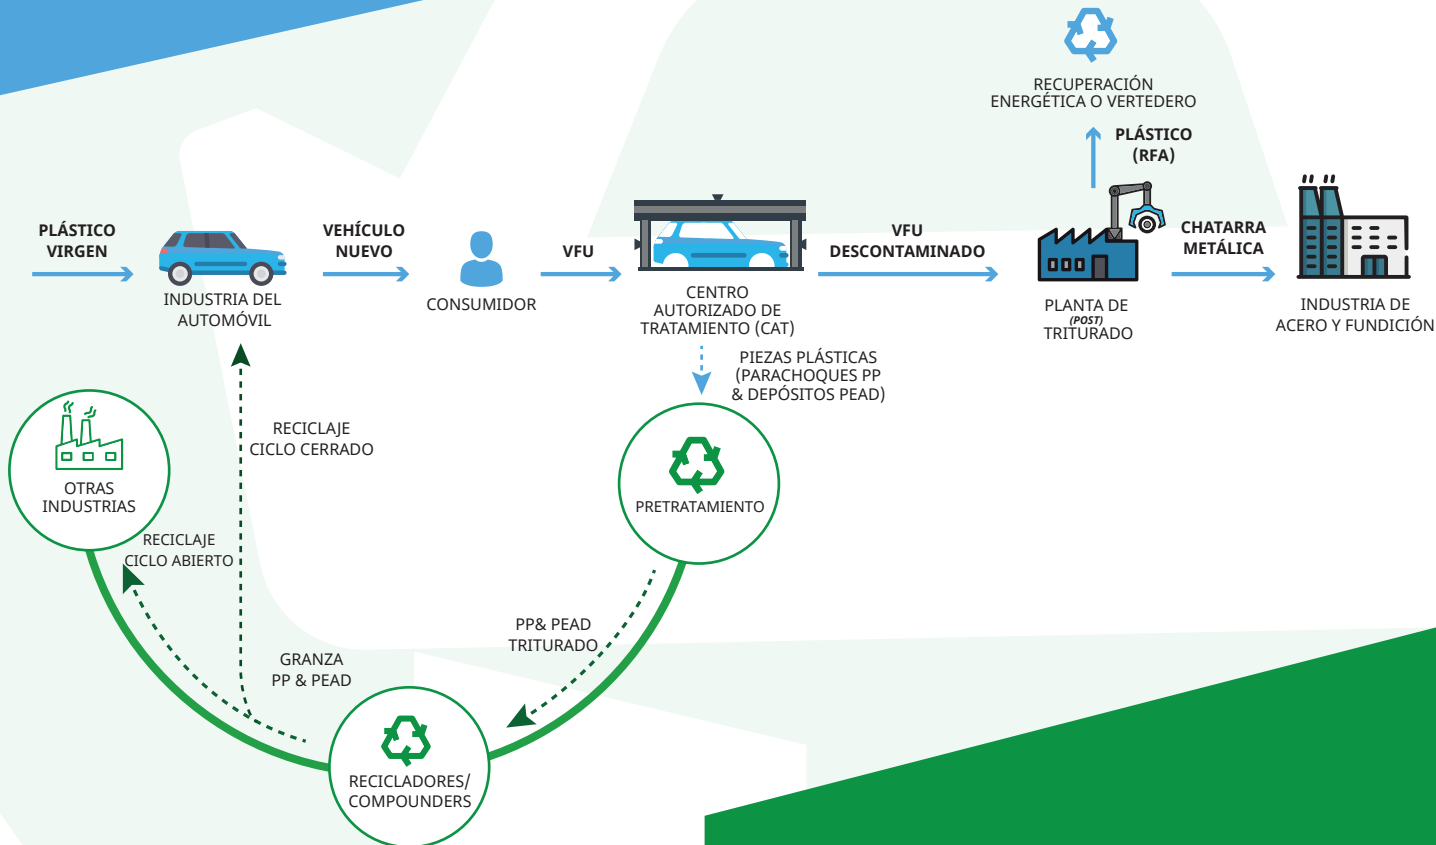 RECUPERACIÓN
ENERGÉTICA O VERTEDERO
PLÁSTICO
(RFA)
PLÁSTICO
VIRGEN
INDUSTRIA DEL
AUTOMÓVIL
VEHÍCULO
NUEVO
CONSUMIDOR
VFU
CENTRO
AUTORIZADO DE
TRATAMIENTO (CAT)
VFU
DESCONTAMINADO
PLANTA DE
(POST)
TRITURADO
CHATARRA
METÁLICA
INDUSTRIA DE
ACERO Y FUNDICIÓN
PIEZAS PLÁSTICAS
(PARACHOQUES PP
& DEPÓSITOS PEAD)
PRETRATAMIENTO
PP& PEAD
TRITURADO
RECICLADORES/
COMPOUNDERS
GRANZA
PP & PEAD
RECICLAJE
CICLO CERRADO
RECICLAJE
CICLO ABIERTO
OTRAS
INDUSTRIAS